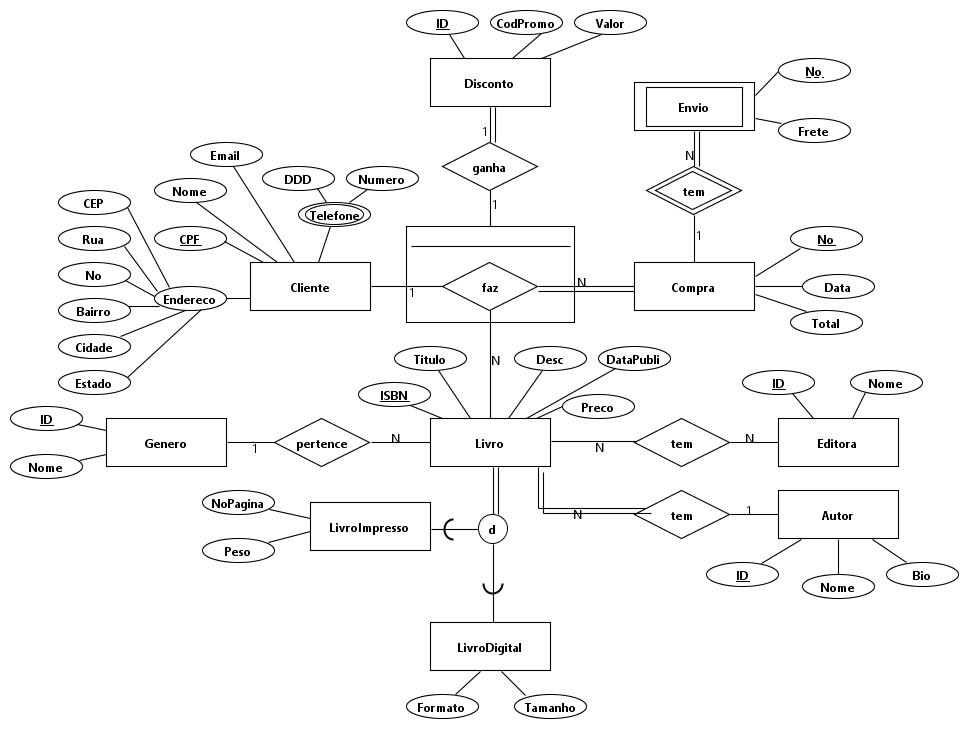 ID
CodPromo
Valor
Disconto
No
Envio
Frete
1
Email
N
DDD
Numero
ganha
Nome
tem
CEP
1
Telefone
Rua
CPF
1
No
No
Cliente
1
faz
N
Compra
Data
Endereco
Bairro
Total
Cidade
Titulo
N
Desc
DataPubli
Estado
ISBN
ID
Nome
Preco
ID
Genero
1
pertence
N
Livro
N
tem
N
Editora
Nome
NoPagina
LivroImpresso
d
N
tem
1
Autor
Peso
ID
Nome
Bio
LivroDigital
Formato
Tamanho